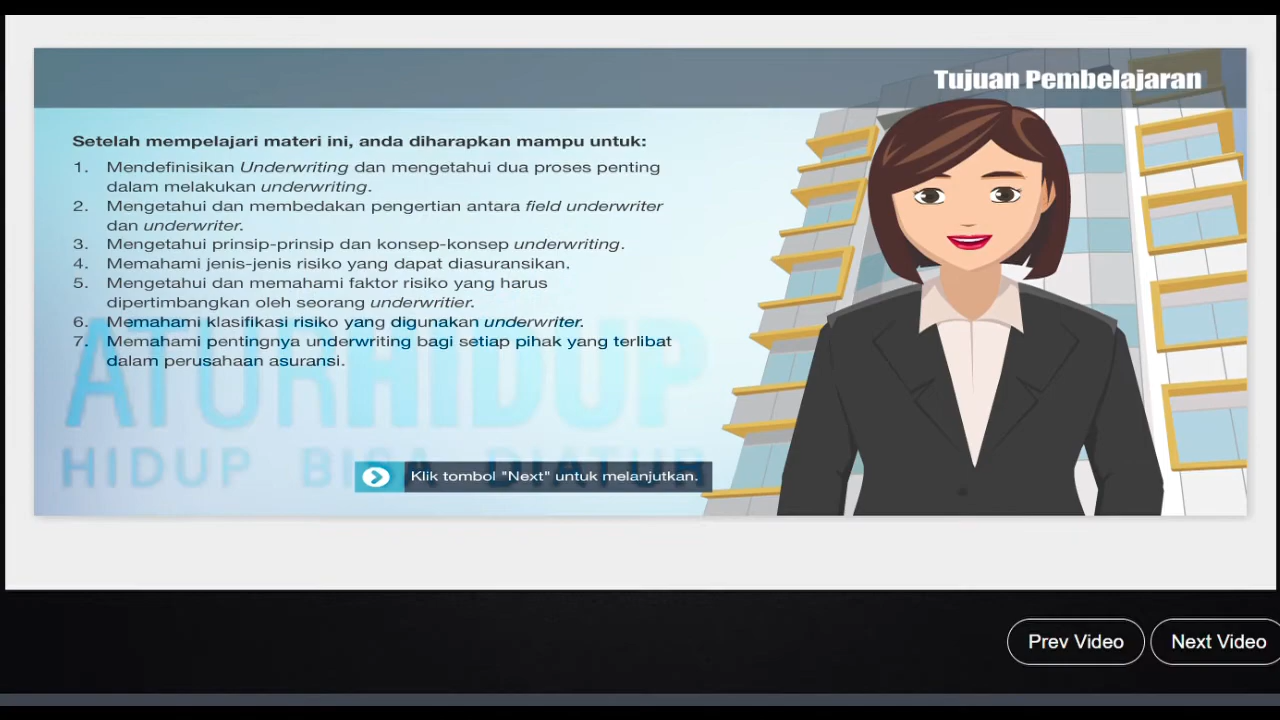 Tujuan Pembelajaran
Setelah mempelajari materi ini, anda diharapkan mampu untuk:
1. Mendefinisikan Underwriting dan mengetahui dua proses penting
dalam melakukan underwriting.
2. Mengetahui dan membedakan pengertian antara field underwriter
dan underwriter.
3. Mengetahui prinsip-prinsip dan konsep-konsep underwriting.
4. Memahami jenis-jenis risiko yang dapat diasuransikan.
5. Mengetahui dan memahami faktor risiko yang harus
dipertimbangkan oleh seorang underwritier.
6. Memahami klasifikasi risiko yang digunakan underwriter.
7. Memahami pentingnya underwriting bagi setiap pihak yang terlibat
dalam perusahaan asuransi.
ATURHIDUP
HIDUP BISA DIATUR
Klik tombol "Next" untuk melanjutkan.
Prev Video
Next Video